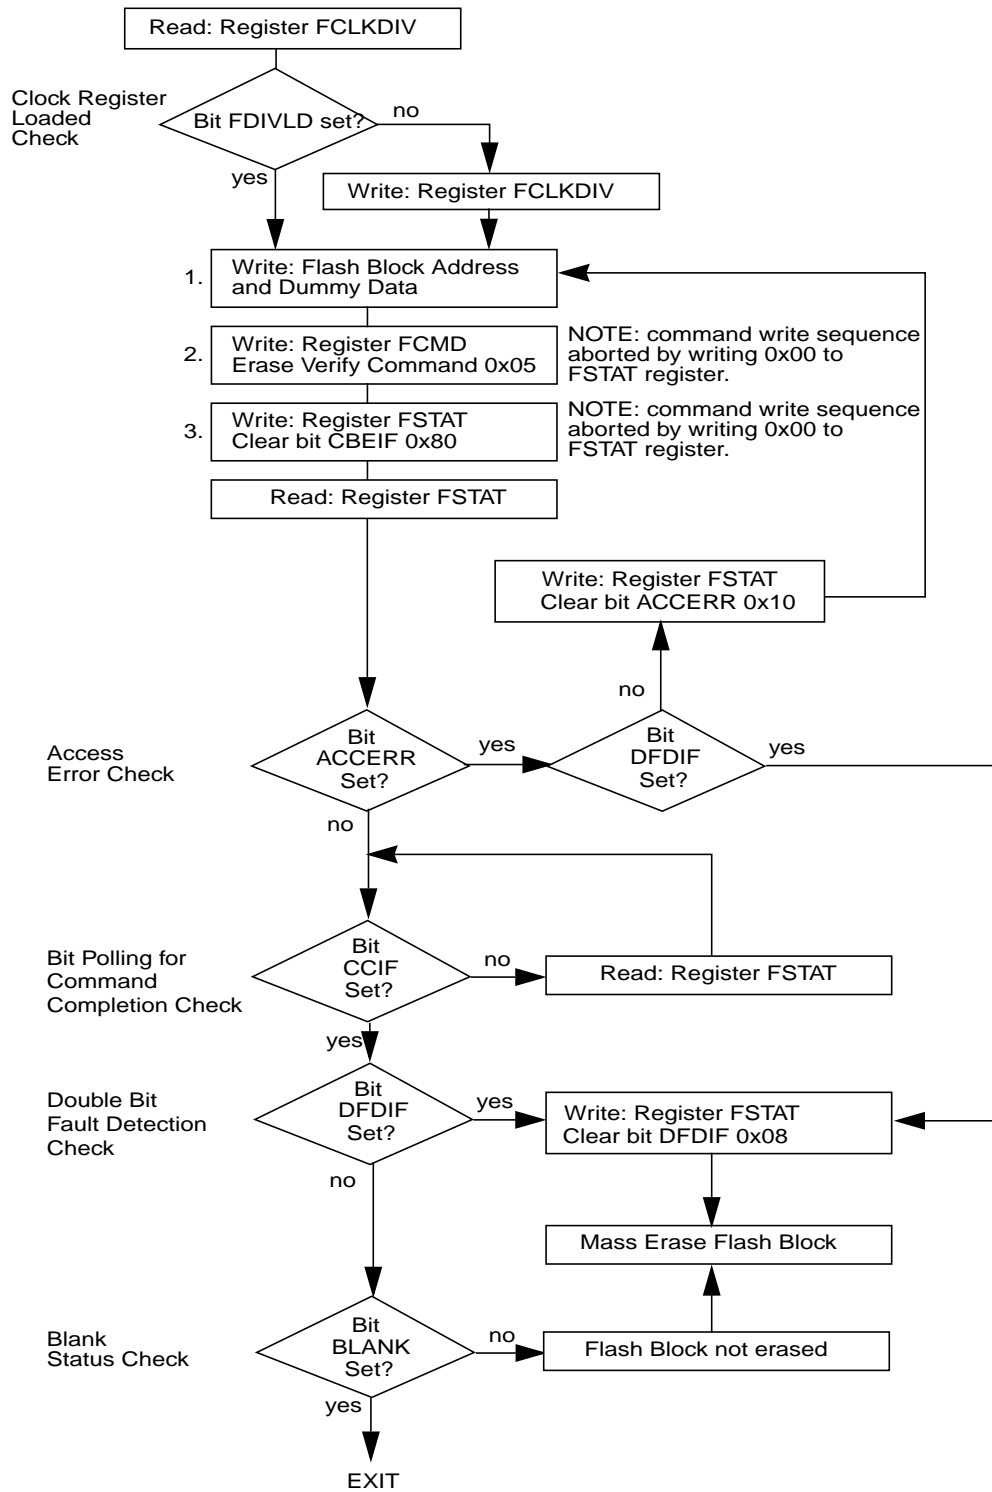 Read: Register FCLKDIV
Clock Register
Loaded
Check
Bit FDIVLD set?
no
yes
Write: Register FCLKDIV
1.
Write: Flash Block Address
and Dummy Data
2.
Write: Register FCMD
Erase Verify Command 0x05
NOTE: command write sequence
aborted by writing 0x00 to
FSTAT register.
3.
Write: Register FSTAT
Clear bit CBEIF 0x80
NOTE: command write sequence
aborted by writing 0x00 to
FSTAT register.
Read: Register FSTAT
Write: Register FSTAT
Clear bit ACCERR 0x10
no
Access
Error Check
Bit
ACCERR
Set?
yes
Bit
DFDIF
Set?
yes
no
Bit Polling for
Command
Completion Check
Bit
CCIF
Set?
no
Read: Register FSTAT
yes
Double Bit
Fault Detection
Check
Bit
DFDIF
Set?
yes
Write: Register FSTAT
Clear bit DFDIF 0x08
no
Mass Erase Flash Block
Blank
Status Check
Bit
BLANK
Set?
no
Flash Block not erased
yes
EXIT